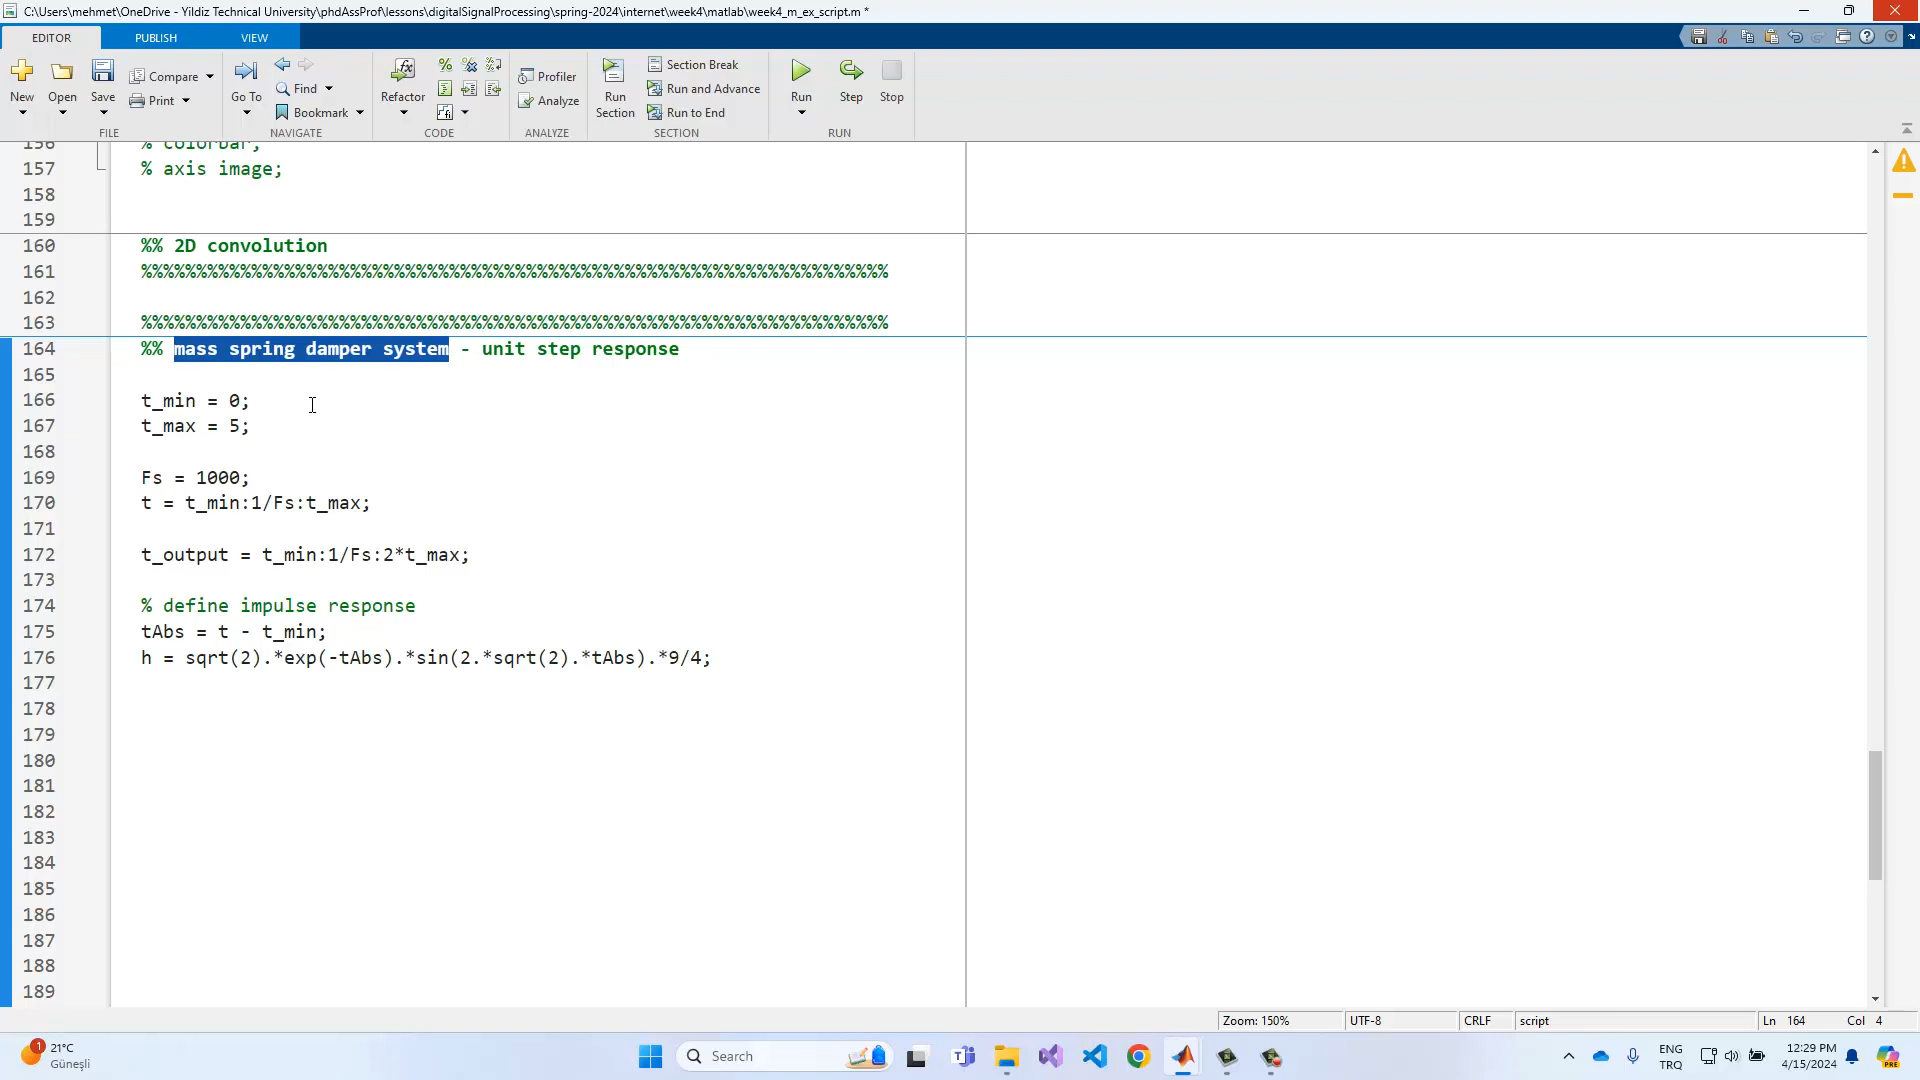 C:\Users\mehmet\OneDrive - Yildiz Technical University\phdAssProf\lessons\digitalSignalProcessing\spring-2024\internet\week4\matlab\week4_m_ex_script.m *
EDITOR PUBLISH VIEW
New Open Save Compare Print Go To Find Bookmark Refactor Profiler Analyze Run Section Section Break Run and Advance Run to End Run Step Stop
FILE NAVIGATE CODE ANALYZE SECTION RUN
156 % colorbar;
157 % axis image;
158
159
160 %% 2D convolution
161 %%%%%%%%%%%%%%%%%%%%%%%%%%%%%%%%%%%%%%%%%%%%%%%%%%%%%%%%%%%%%%%%%%%%
162
163 %%%%%%%%%%%%%%%%%%%%%%%%%%%%%%%%%%%%%%%%%%%%%%%%%%%%%%%%%%%%%%%%%%%%
164 %% mass spring damper system - unit step response
165
166 t_min = 0;
167 t_max = 5;
168
169 Fs = 1000;
170 t = t_min:1/Fs:t_max;
171
172 t_output = t_min:1/Fs:2*t_max;
173
174 % define impulse response
175 tAbs = t - t_min;
176 h = sqrt(2).*exp(-tAbs).*sin(2.*sqrt(2).*tAbs).*9/4;
177
178
179
180
181
182
183
184
185
186
187
188
189
Zoom: 150% UTF-8 CRLF script Ln 164 Col 4
1 21°C
Güneşli
Search
ENG
TRQ
12:29 PM
4/15/2024
PRE